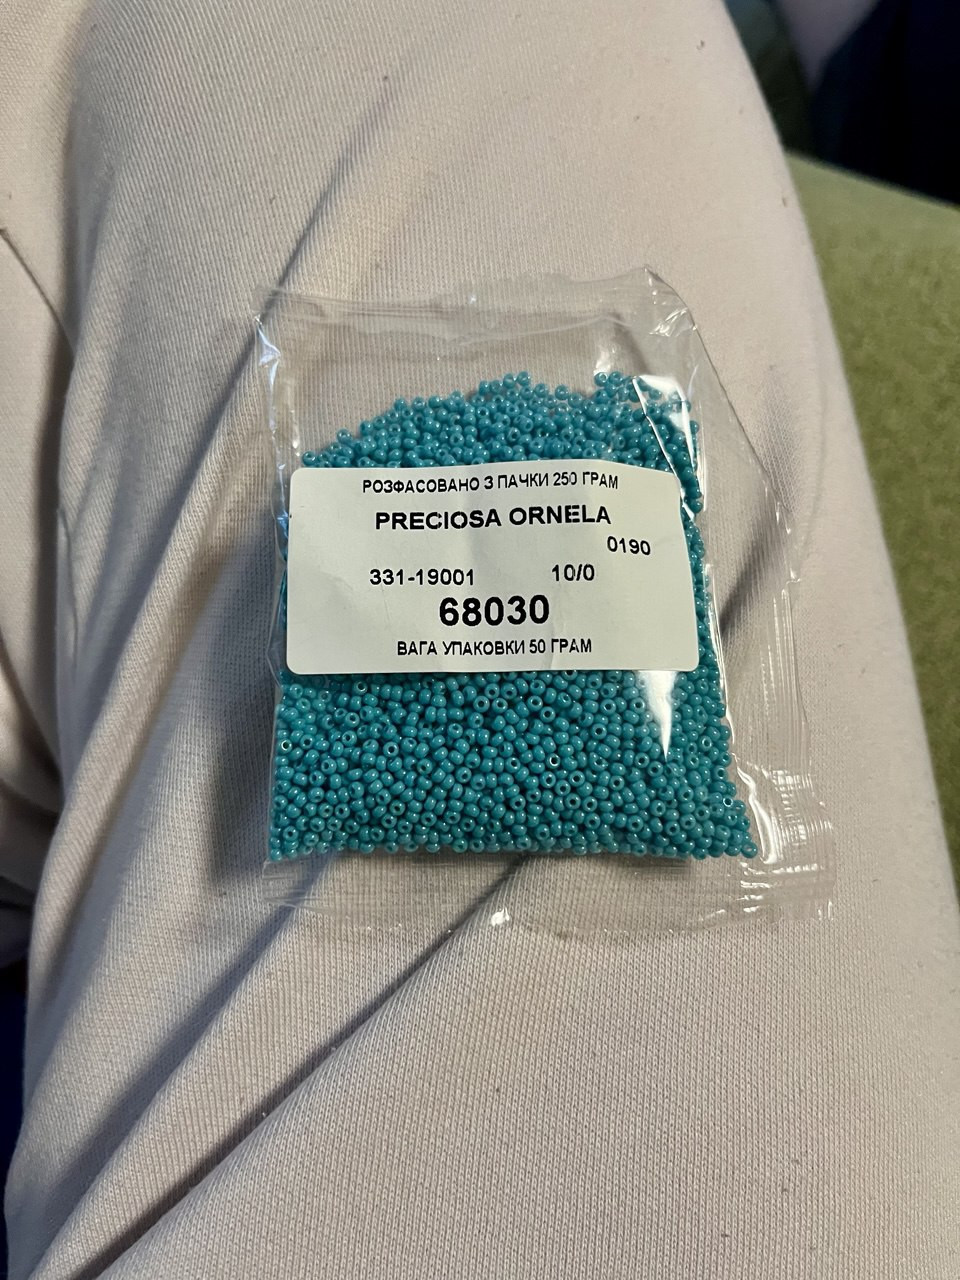 РОЗФАСОВАНО З ПАЧКИ 250 ГРАМ
PRECIOSA ORNELA
0190
331-19001 10/0
68030
ВАГА УПАКОВКИ 50 ГРАМ